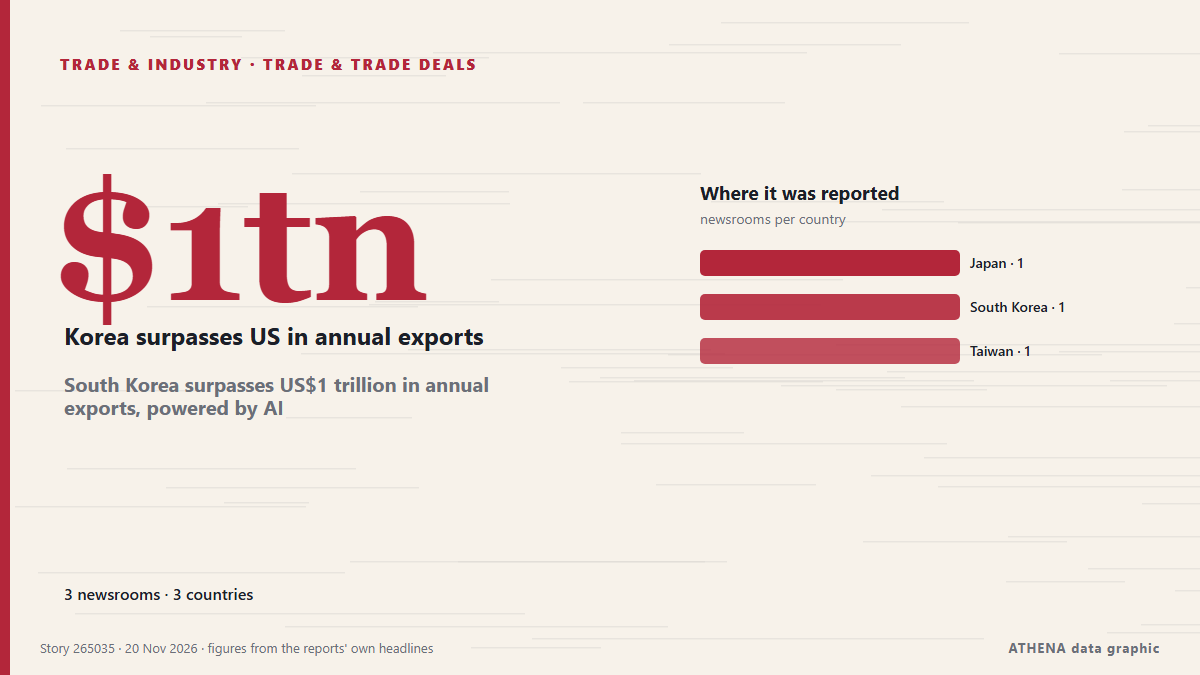 TRADE & INDUSTRY · TRADE & TRADE DEALS
$1tn
Korea surpasses US in annual exports
South Korea surpasses US$1 trillion in annual
exports, powered by AI
Where it was reported
newsrooms per country
Japan · 1
South Korea · 1
Taiwan · 1
3 newsrooms · 3 countries
Story 265035 · 20 Nov 2026 · figures from the reports' own headlines
ATHENA data graphic